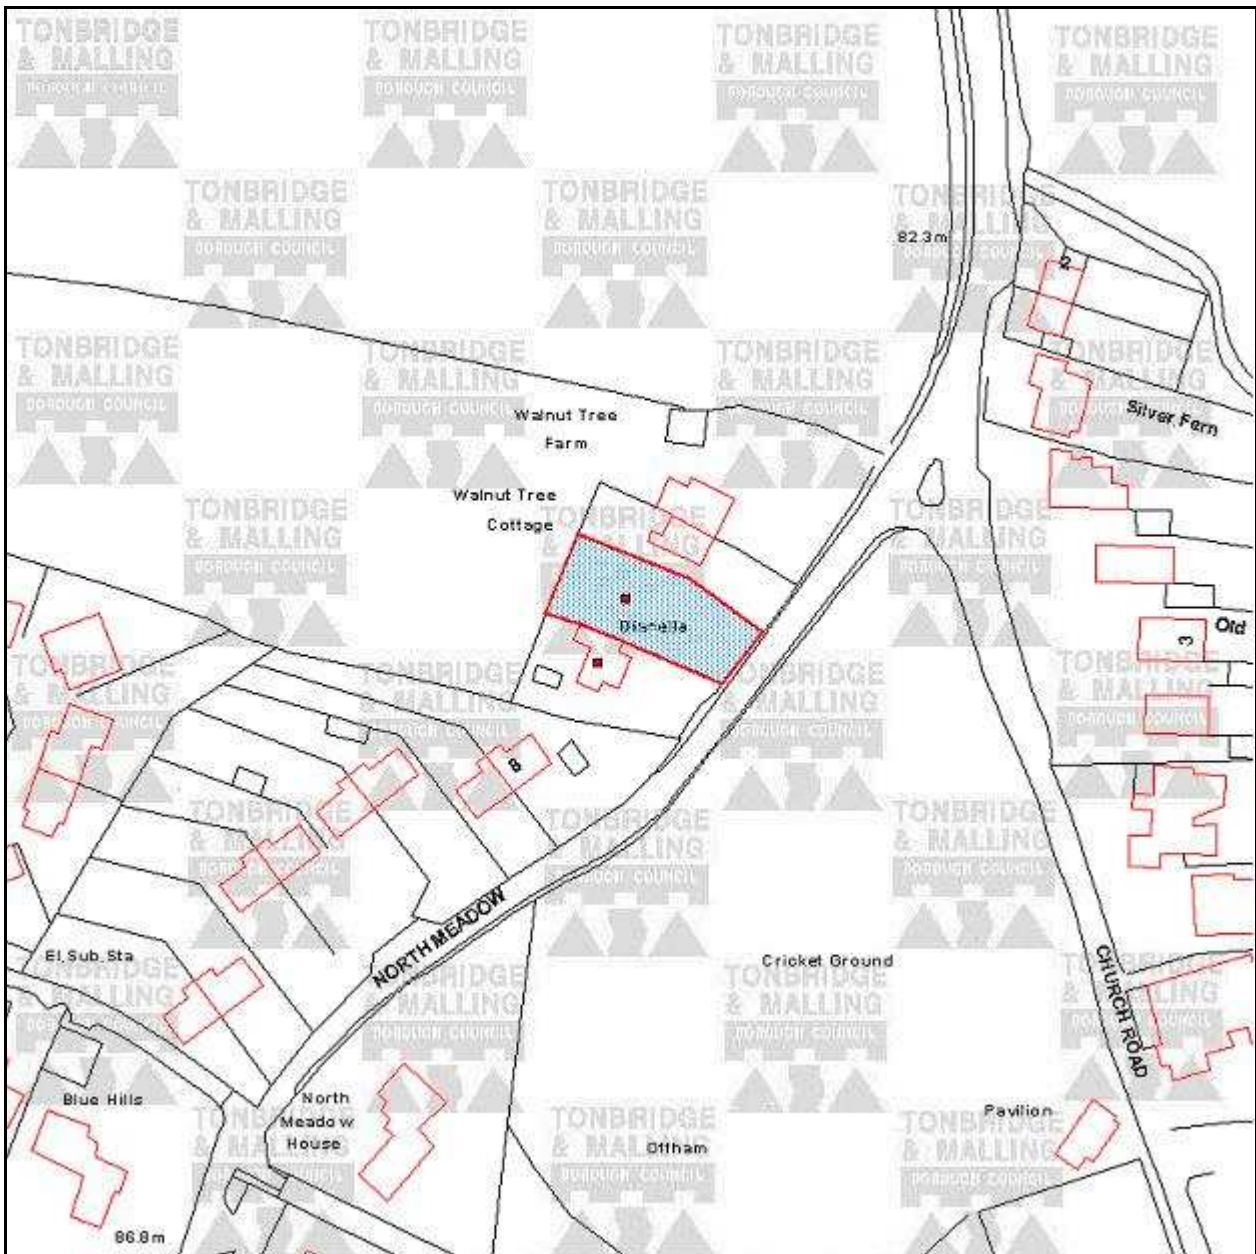 TONBRIDGE
& MALLING
BOROUGH COUNCIL
82.3m
2
Walnut Tree
Farm
Silver Fern
Walnut Tree
Cottage
Old
3
8
NORTH MEADOW
El Sub Sta
Cricket Ground
CHURCH ROAD
Blue Hills
North
Meadow
House
Pavilion
Offham
86.8m